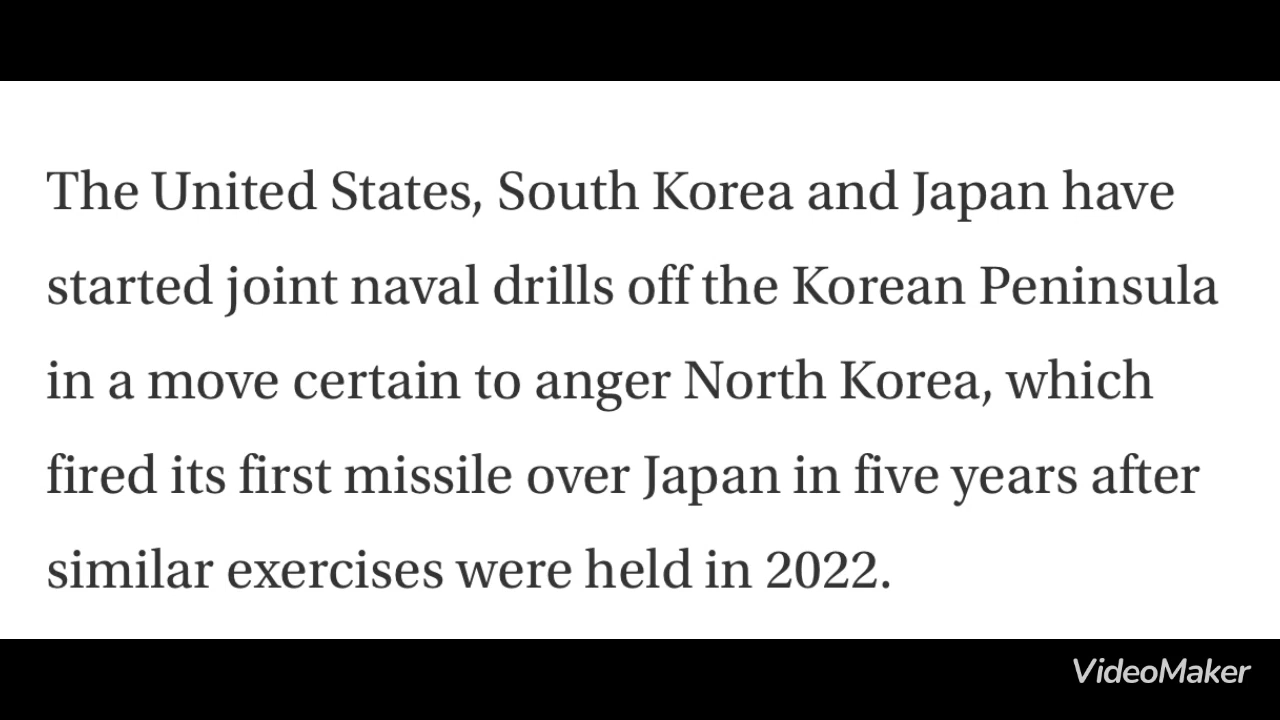 The United States, South Korea and Japan have
started joint naval drills off the Korean Peninsula
in a move certain to anger North Korea, which
fired its first missile over Japan in five years after
similar exercises were held in 2022.
VideoMaker